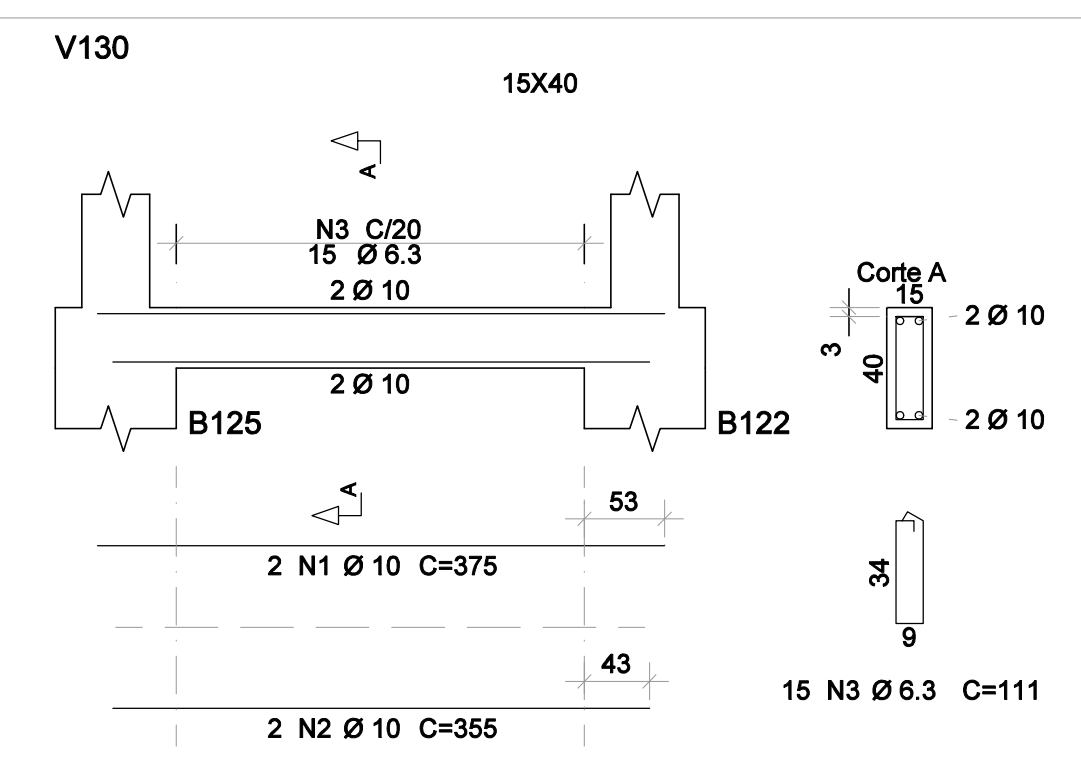 V130
15X40
A
N3 C/20
15 Ø 6.3
2 Ø 10
2 Ø 10
B125
B122
Corte A
15
2 Ø 10
3
40
2 Ø 10
A
53
2 N1 Ø 10 C=375
34
9
43
15 N3 Ø 6.3 C=111
2 N2 Ø 10 C=355